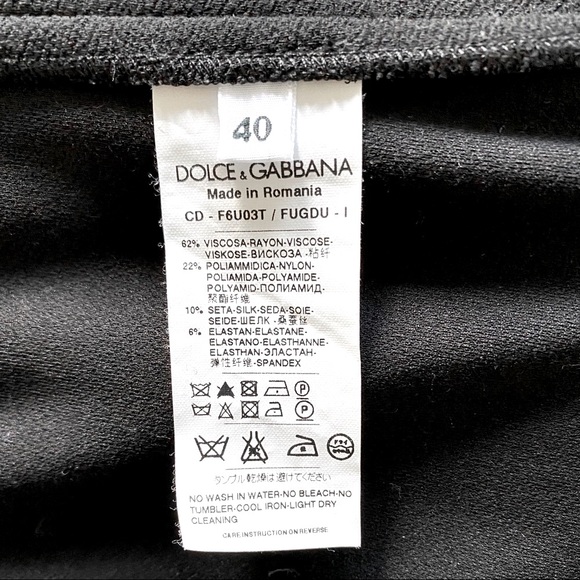 40
DOLCE & GABBANA
Made in Romania
CD - F6U03T / FUGDU - I
62% VISCOSA-RAYON-VISCOSE-
VISKOSE-ВИСКОЗА -粘纤
22% POLIAMMIDICA-NYLON-
POLIAMIDA-POLYAMIDE-
POLYAMID-ПОЛИАМИД-
聚酯纤维
10% SETA-SILK-SEDA-SOIE-
SEIDE-ШЕЛК -桑蚕丝
6% ELASTAN-ELASTANE-
ELASTANO-ELASTHANNE-
ELASTHAN-ЭЛАСТАН-
弹性纤维-SPANDEX
P
P
ドライ
タンブル乾燥は避けてください
NO WASH IN WATER-NO BLEACH-NO
TUMBLER-COOL IRON-LIGHT DRY
CLEANING
CARE INSTRUCTION ON REVERSE